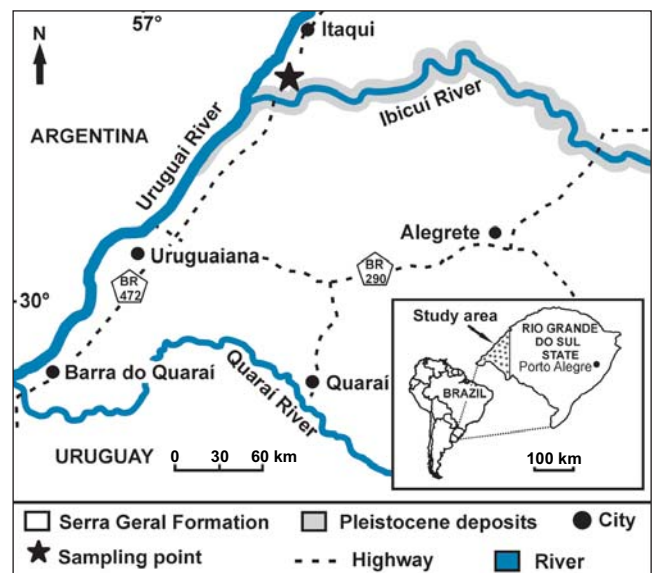 57°
N
Itaqui
Ibicuí River
ARGENTINA
Uruguai River
Alegrete
Uruguaiana
BR
290
BR
472
30°
Study area
RIO GRANDE
DO SUL
STATE
Porto Alegre
BRAZIL
100 km
Barra do Quaraí
Quaraí
Quaraí River
URUGUAY
0 30 60 km
Serra Geral Formation
Pleistocene deposits
City
Sampling point
Highway
River